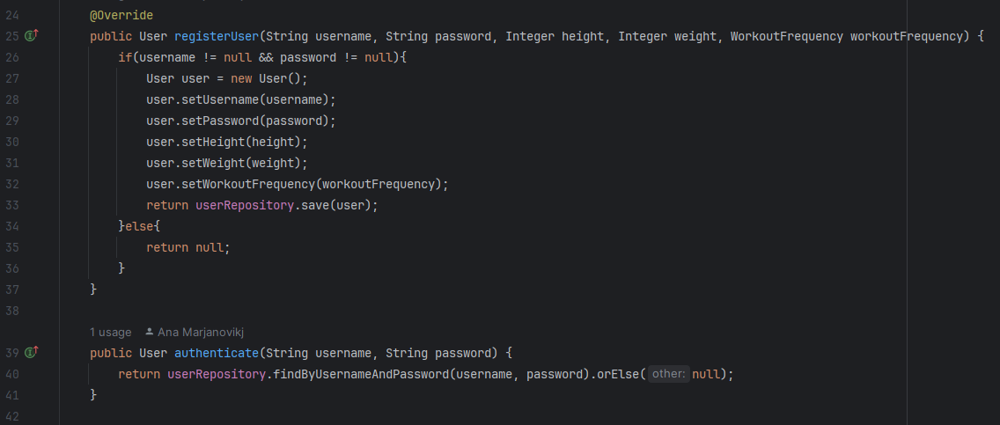 24 @Override
25 public User registerUser(String username, String password, Integer height, Integer weight, WorkoutFrequency workoutFrequency) {
26 if(username != null && password != null){
27 User user = new User();
28 user.setUsername(username);
29 user.setPassword(password);
30 user.setHeight(height);
31 user.setWeight(weight);
32 user.setWorkoutFrequency(workoutFrequency);
33 return userRepository.save(user);
34 }else{
35 return null;
36 }
37 }
38
1 usage Ana Marjanovikj
39 public User authenticate(String username, String password) {
40 return userRepository.findByUsernameAndPassword(username, password).orElse( other: null);
41 }
42